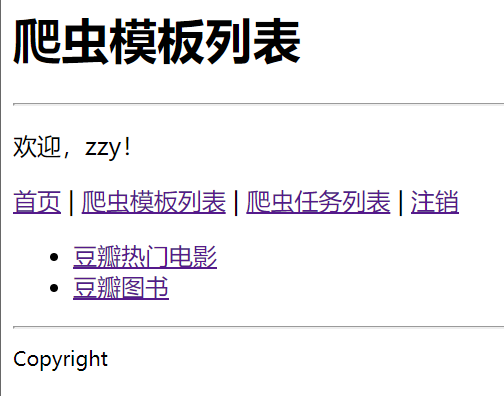 爬虫模板列表
欢迎，zzy！
首页 | 爬虫模板列表 | 爬虫任务列表 | 注销
豆瓣热门电影
豆瓣图书
Copyright